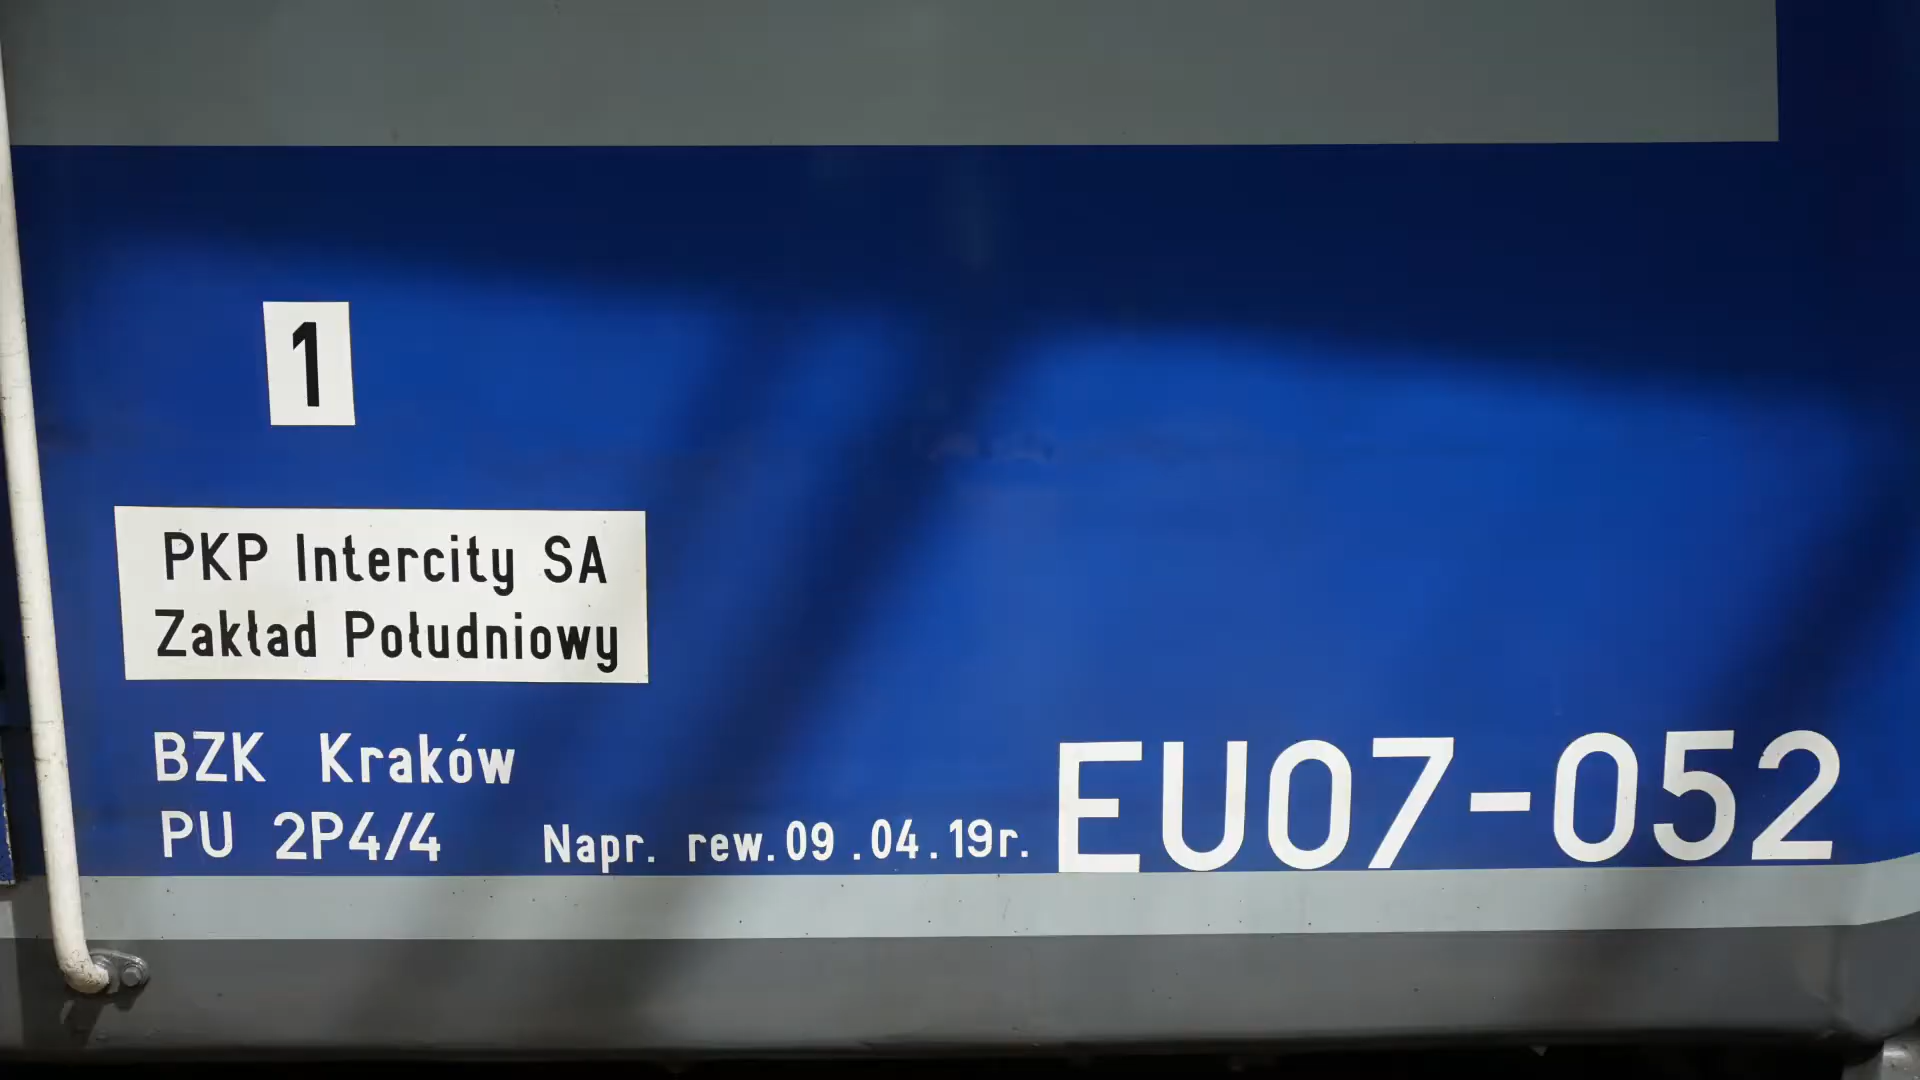 1
PKP Intercity SA
Zakład Południowy
BZK Kraków
PU 2P4/4
Napr. rew. 09 .04.19r.
EU07-052